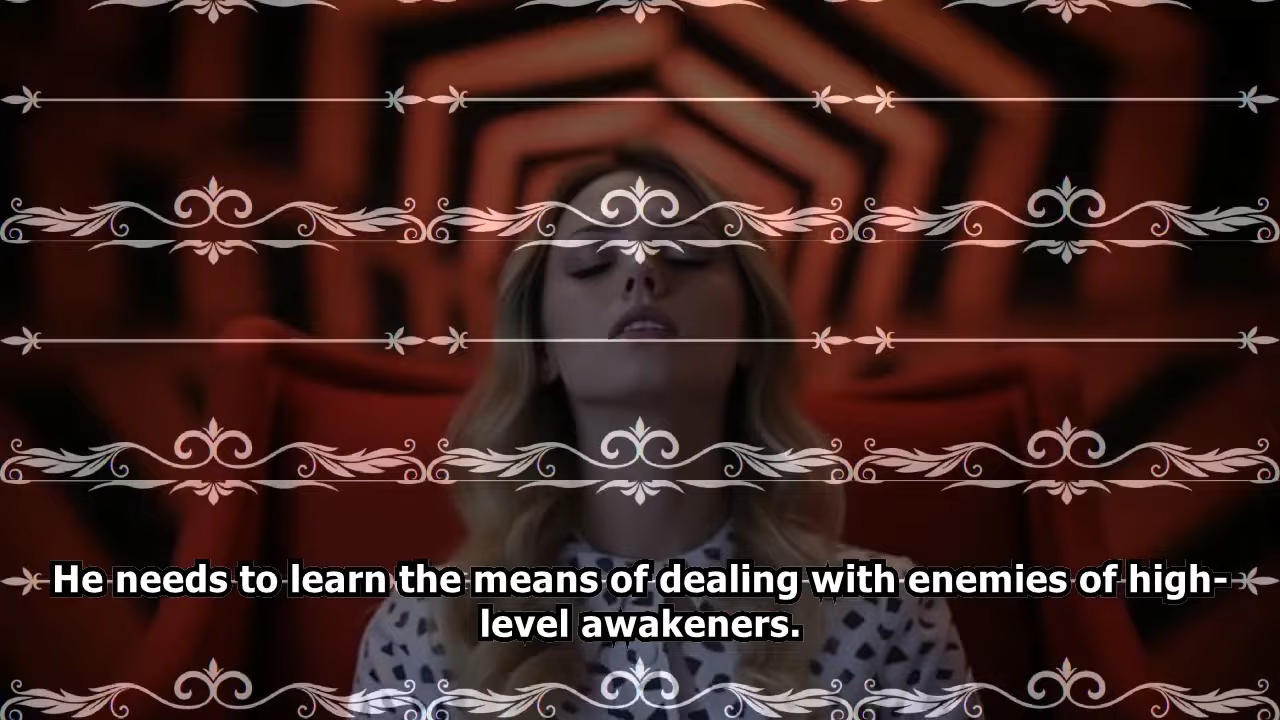 He needs to learn the means of dealing with enemies of high-
level awakeners.